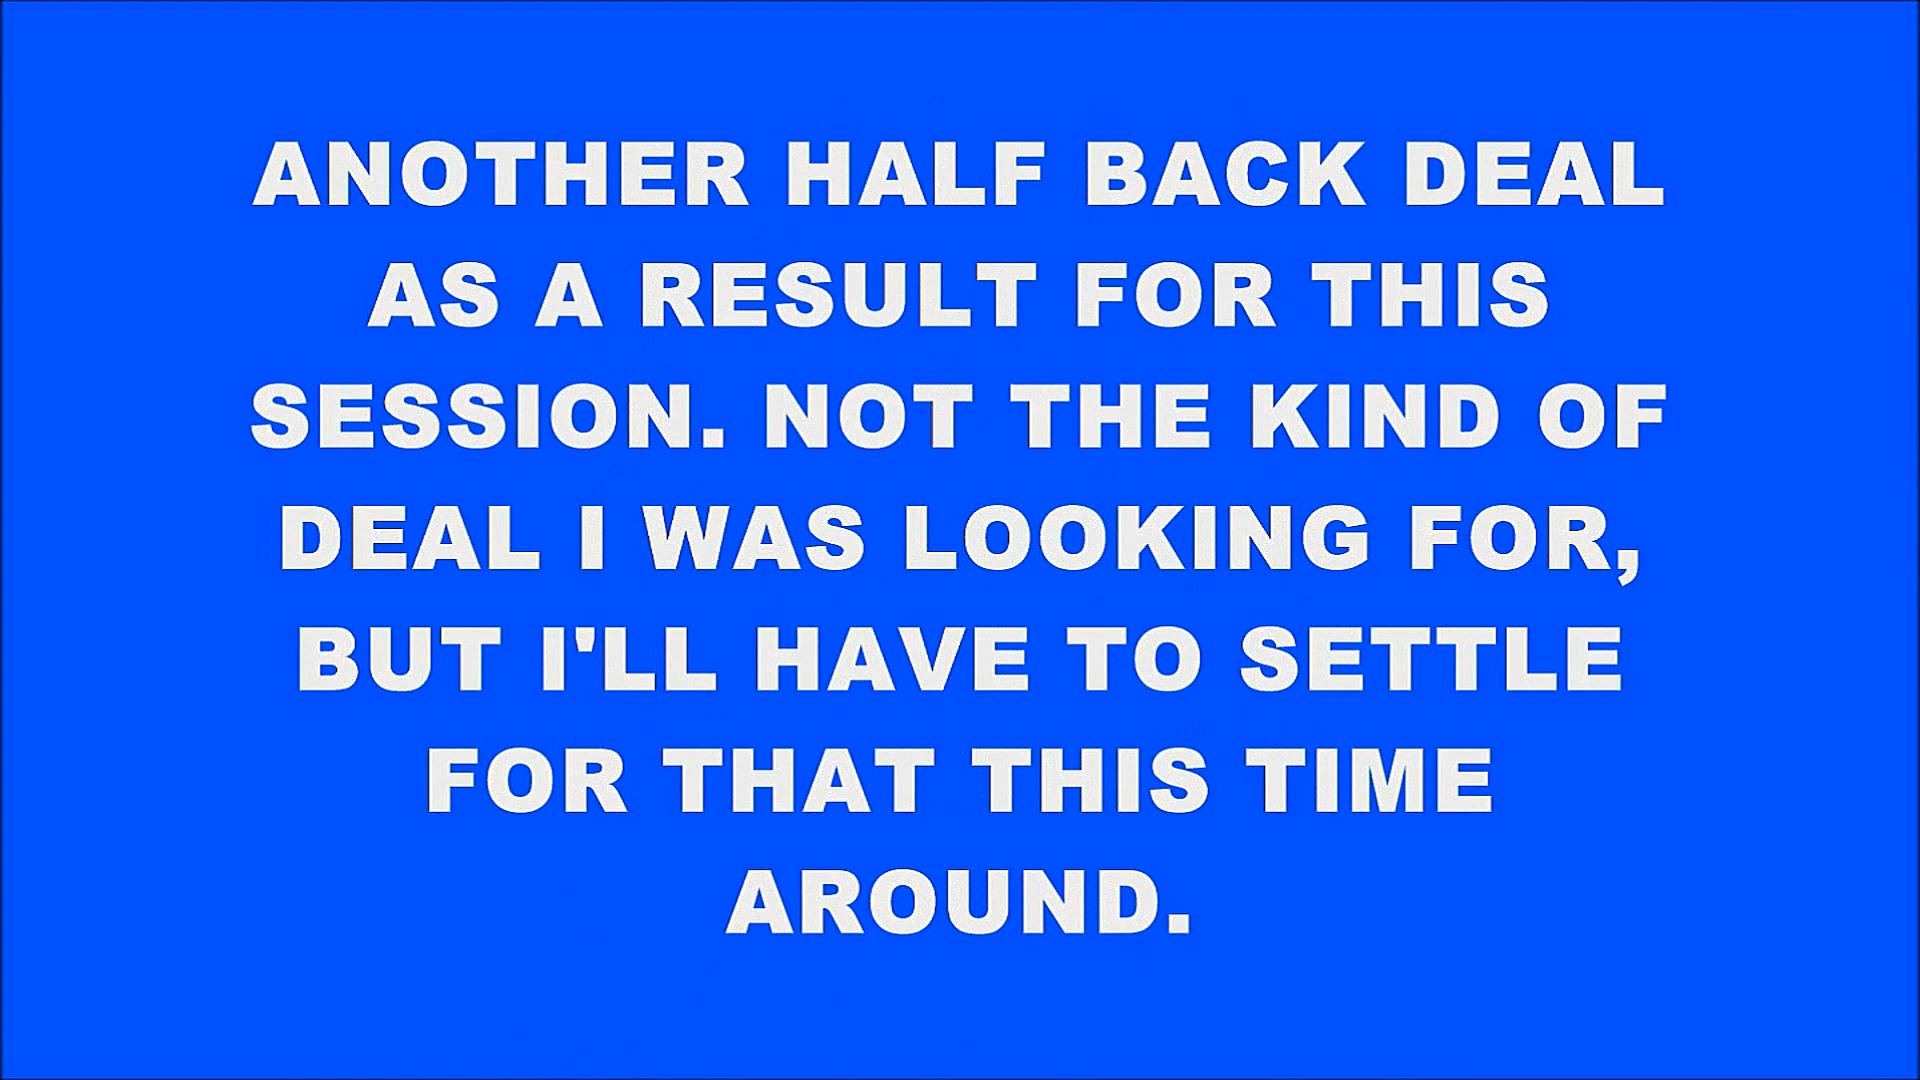 ANOTHER HALF BACK DEAL
AS A RESULT FOR THIS
SESSION. NOT THE KIND OF
DEAL I WAS LOOKING FOR,
BUT I'LL HAVE TO SETTLE
FOR THAT THIS TIME
AROUND.